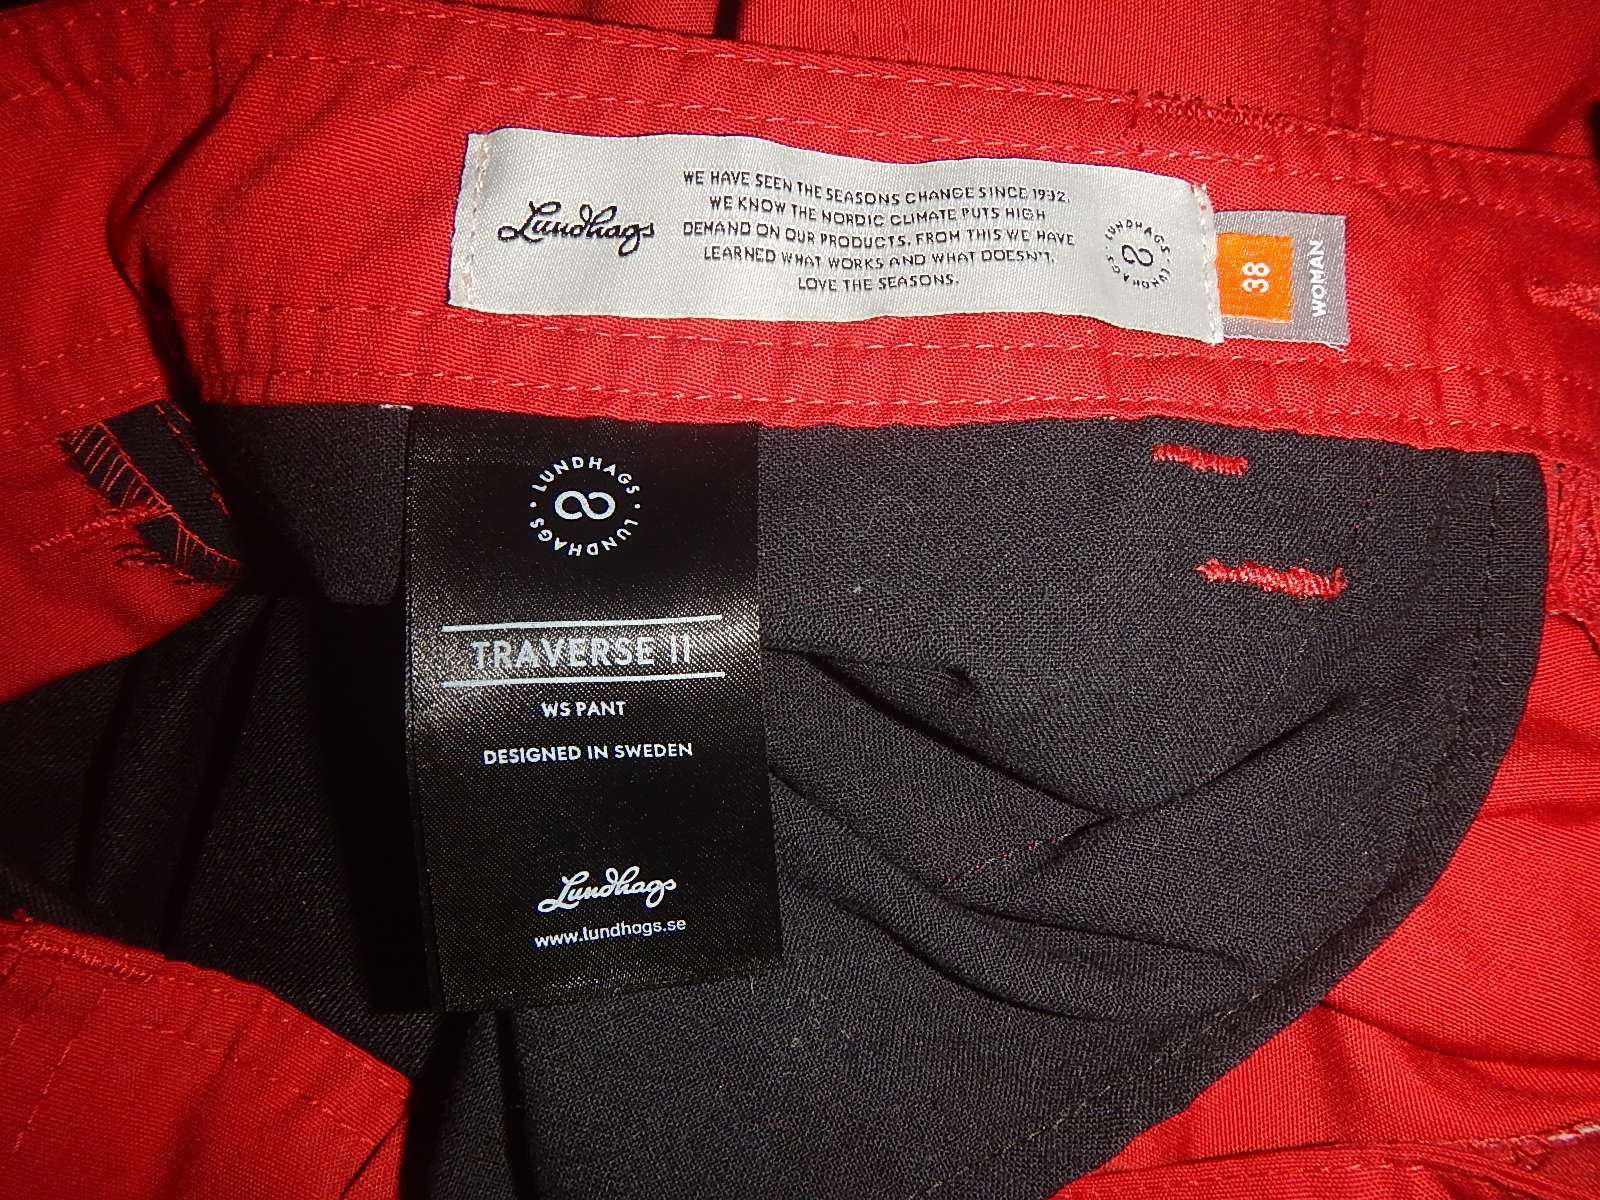 Lundhags
WE HAVE SEEN THE SEASONS CHANGE SINCE 1932.
WE KNOW THE NORDIC CLIMATE PUTS HIGH
DEMAND ON OUR PRODUCTS. FROM THIS WE HAVE
LEARNED WHAT WORKS AND WHAT DOESN'T.
LOVE THE SEASONS.
LUNDHAGS · LUNDHAGS ·
38
WOMAN
LUNDHAGS · LUNDHAGS ·
TRAVERSE II
WS PANT
DESIGNED IN SWEDEN
Lundhags
www.lundhags.se